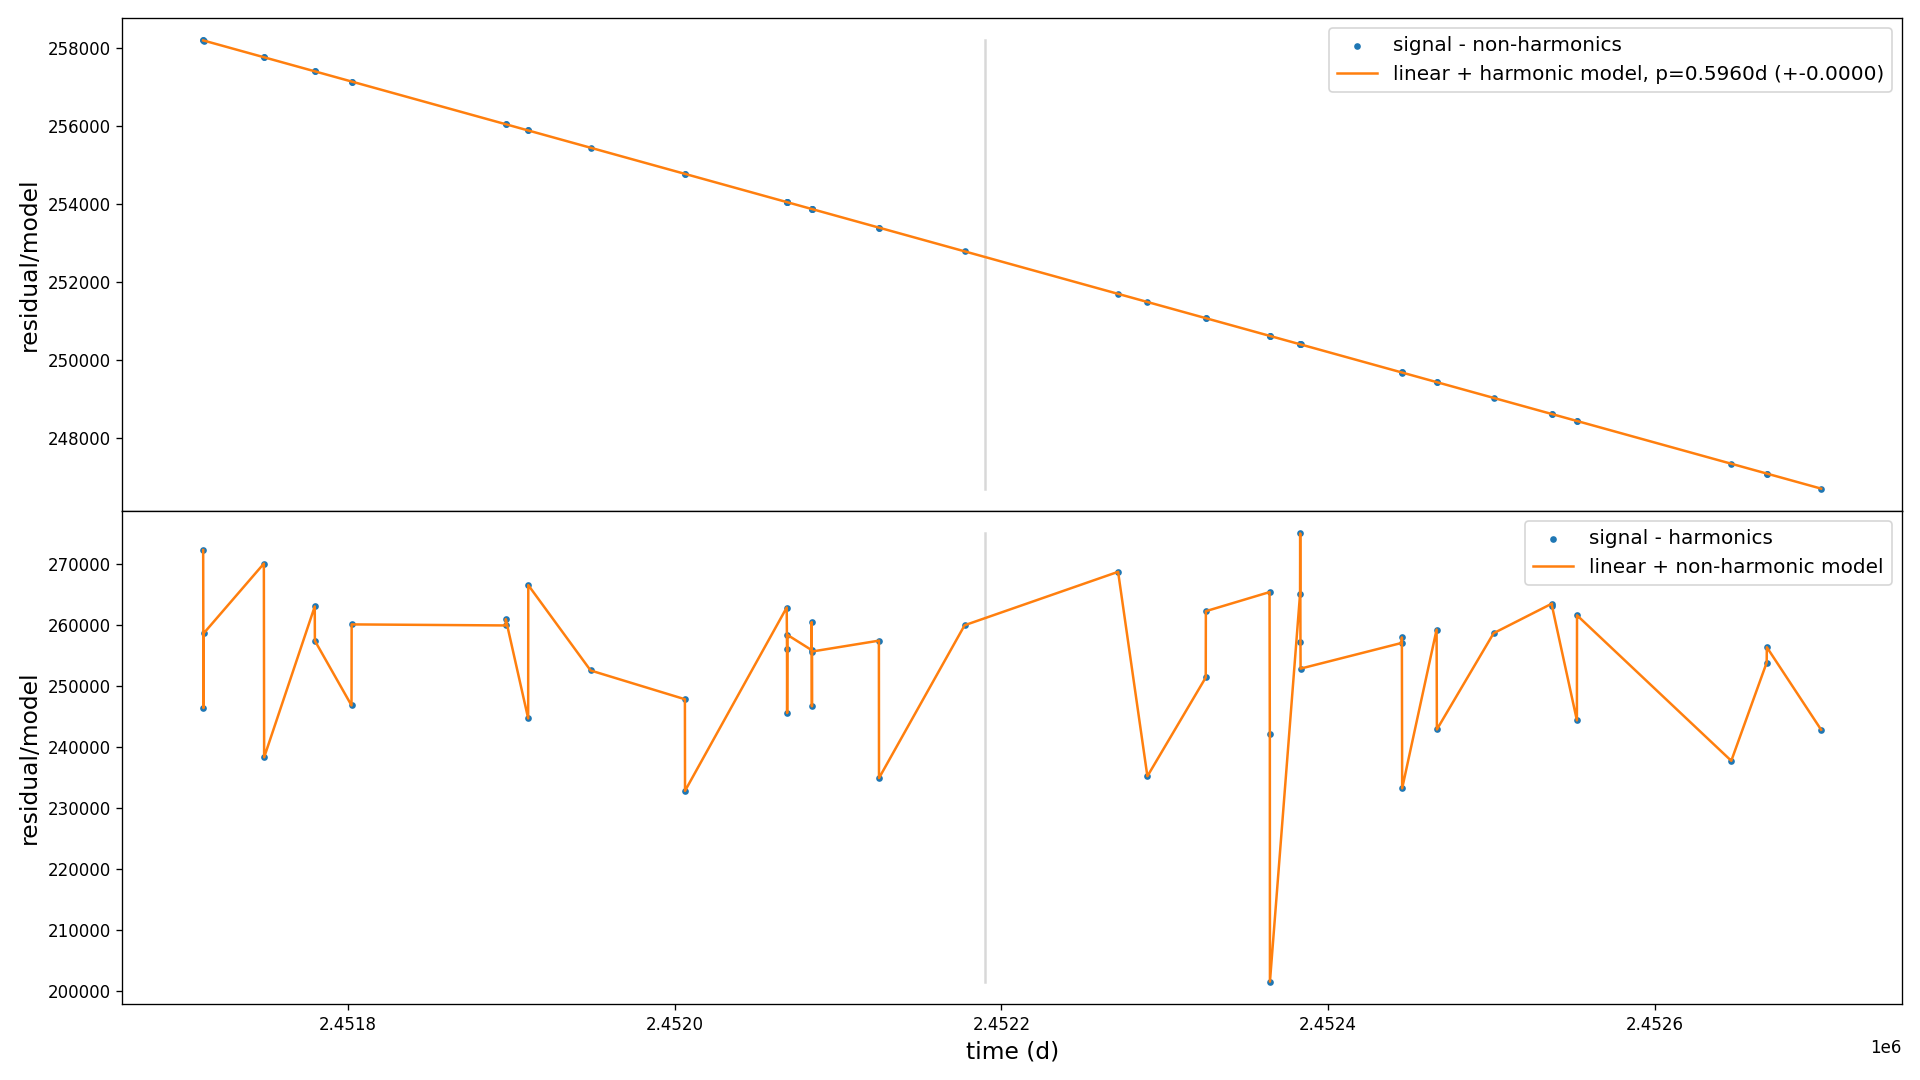 258000
256000
254000
252000
250000
248000
residual/model
signal - non-harmonics
linear + harmonic model, p=0.5960d (+-0.0000)
270000
260000
250000
240000
230000
220000
210000
200000
residual/model
signal - harmonics
linear + non-harmonic model
2.4518 2.4520 2.4522 2.4524 2.4526
1e6
time (d)